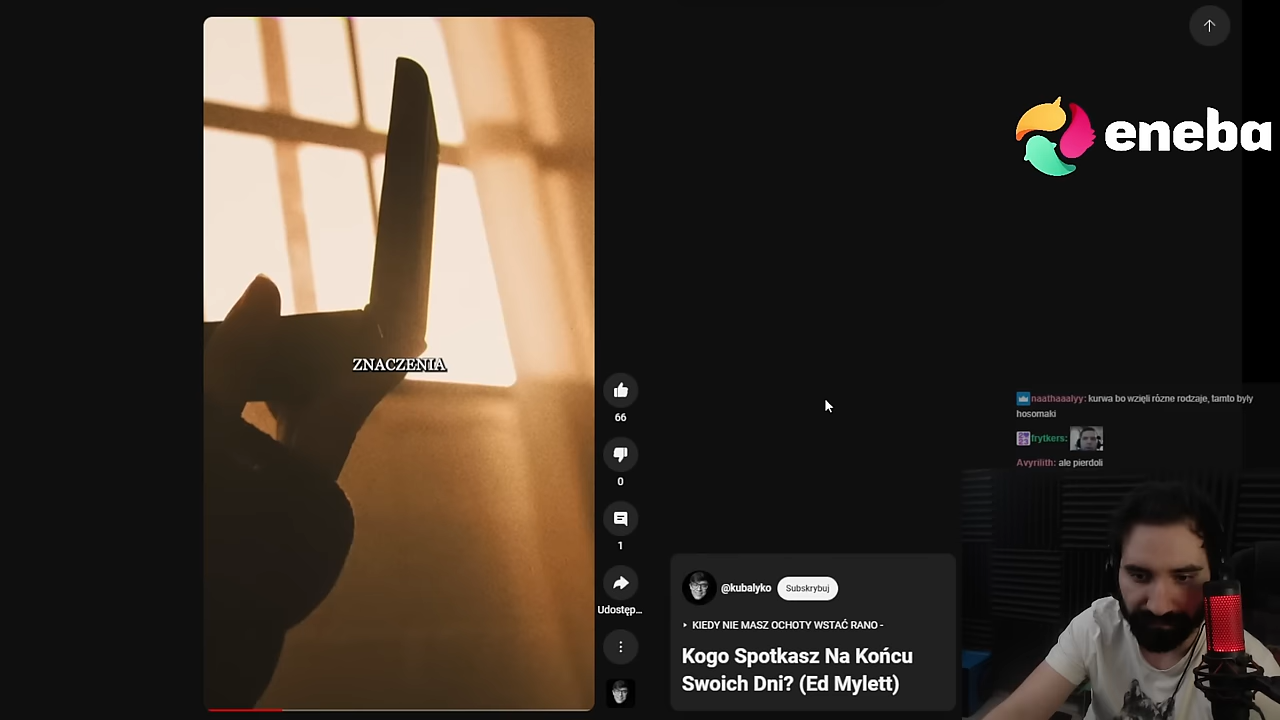 eneba
ZNACZENIA
66
0
1
Udostęp...
@kubalyko
Subskrybuj
KIEDY NIE MASZ OCHOTY WSTAĆ RANO -
Kogo Spotkasz Na Końcu
Swoich Dni? (Ed Mylett)
naathaaalyy: kurwa bo wzięli rózne rodzaje, tamto były
hosomaki
frytkers:
Avyrilith: ale pierdoli